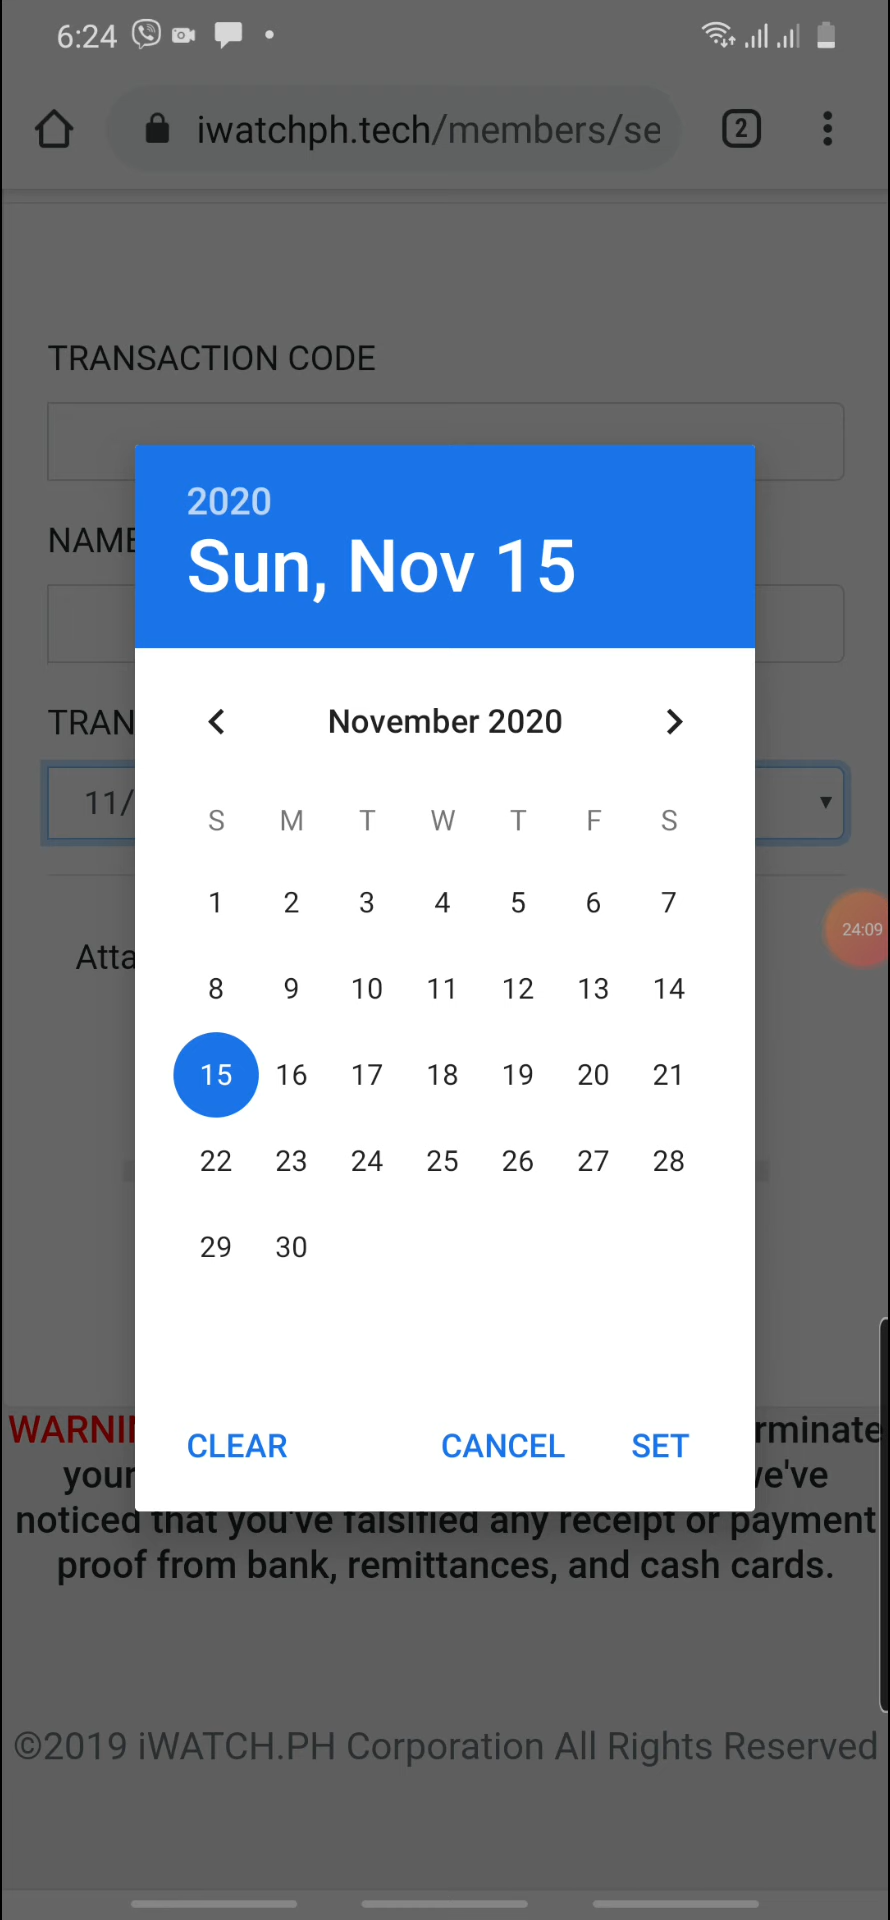 6:24
iwatchph.tech/members/se
2
TRANSACTION CODE
2020
NAME
Sun, Nov 15
TRAN
November 2020
11/
S M T W T F S
1 2 3 4 5 6 7
24:09
Atta
8 9 10 11 12 13 14
15 16 17 18 19 20 21
22 23 24 25 26 27 28
29 30
CLEAR CANCEL SET
your
we've
noticed that you've falsified any receipt or payment
proof from bank, remittances, and cash cards.
©2019 iWATCH.PH Corporation All Rights Reserved